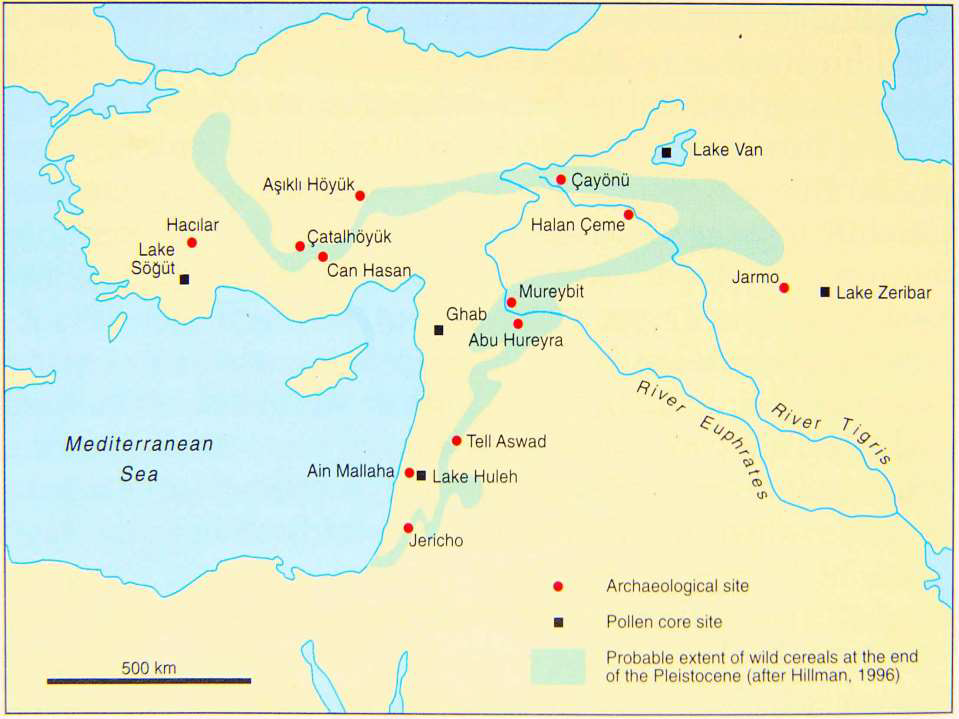 Lake Van
Aşıklı Höyük
Çayönü
Hacılar
Halan Çeme
Lake
Söğüt
Çatalhöyük
Can Hasan
Jarmo
Lake Zeribar
Mureybit
Ghab
Abu Hureyra
River Euphrates
River Tigris
Mediterranean
Sea
Tell Aswad
Ain Mallaha
Lake Huleh
Jericho
Archaeological site
Pollen core site
Probable extent of wild cereals at the end
of the Pleistocene (after Hillman, 1996)
500 km